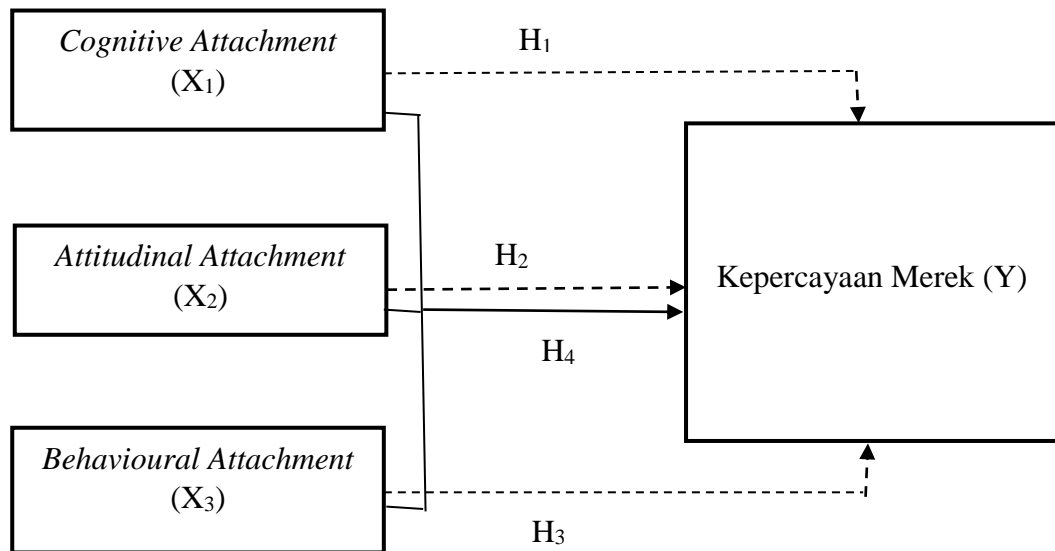 Cognitive Attachment
(X₁)
H₁
Attitudinal Attachment
(X₂)
H₂
Kepercayaan Merek (Y)
H₄
Behavioural Attachment
(X₃)
H₃